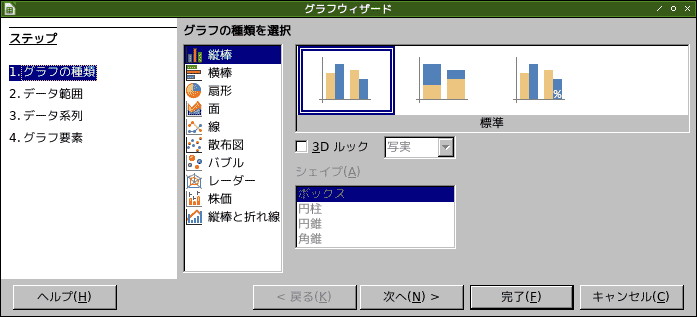 グラフウィザード
ステップ
1. グラフの種類
2. データ範囲
3. データ系列
4. グラフ要素
グラフの種類を選択
縦棒
横棒
扇形
面
線
散布図
バブル
レーダー
株価
縦棒と折れ線
%
標準
3D ルック
写実
シェイプ(A)
ボックス
円柱
円錐
角錐
ヘルプ(H)
< 戻る(K)
次へ(N) >
完了(F)
キャンセル(C)